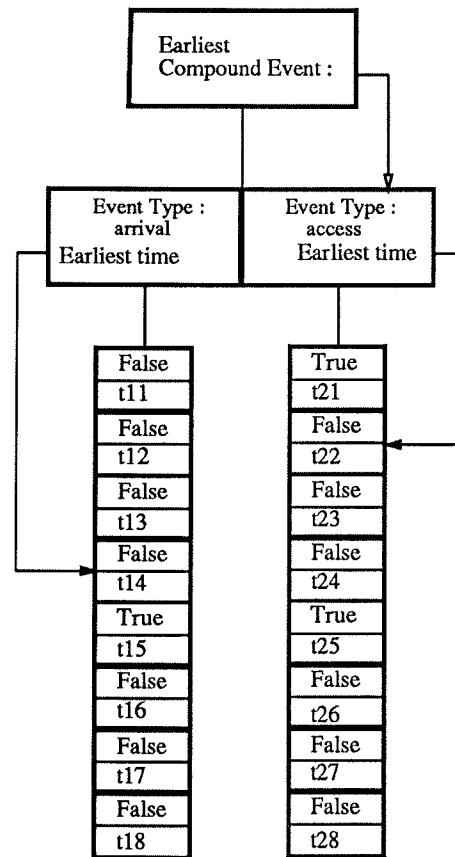 Earliest
Compound Event :
Event Type :
arrival
Earliest time
Event Type :
access
Earliest time
False
t11
False
t12
False
t13
False
t14
True
t15
False
t16
False
t17
False
t18
True
t21
False
t22
False
t23
False
t24
True
t25
False
t26
False
t27
False
t28